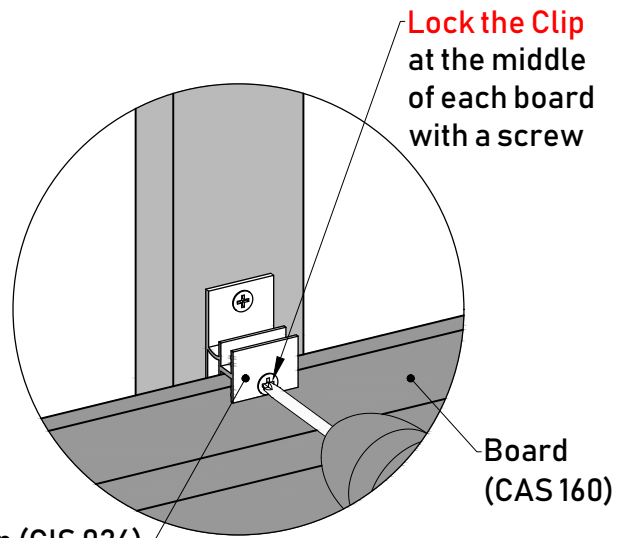 Lock the Clip
at the middle
of each board
with a screw
Board
(CAS 160)